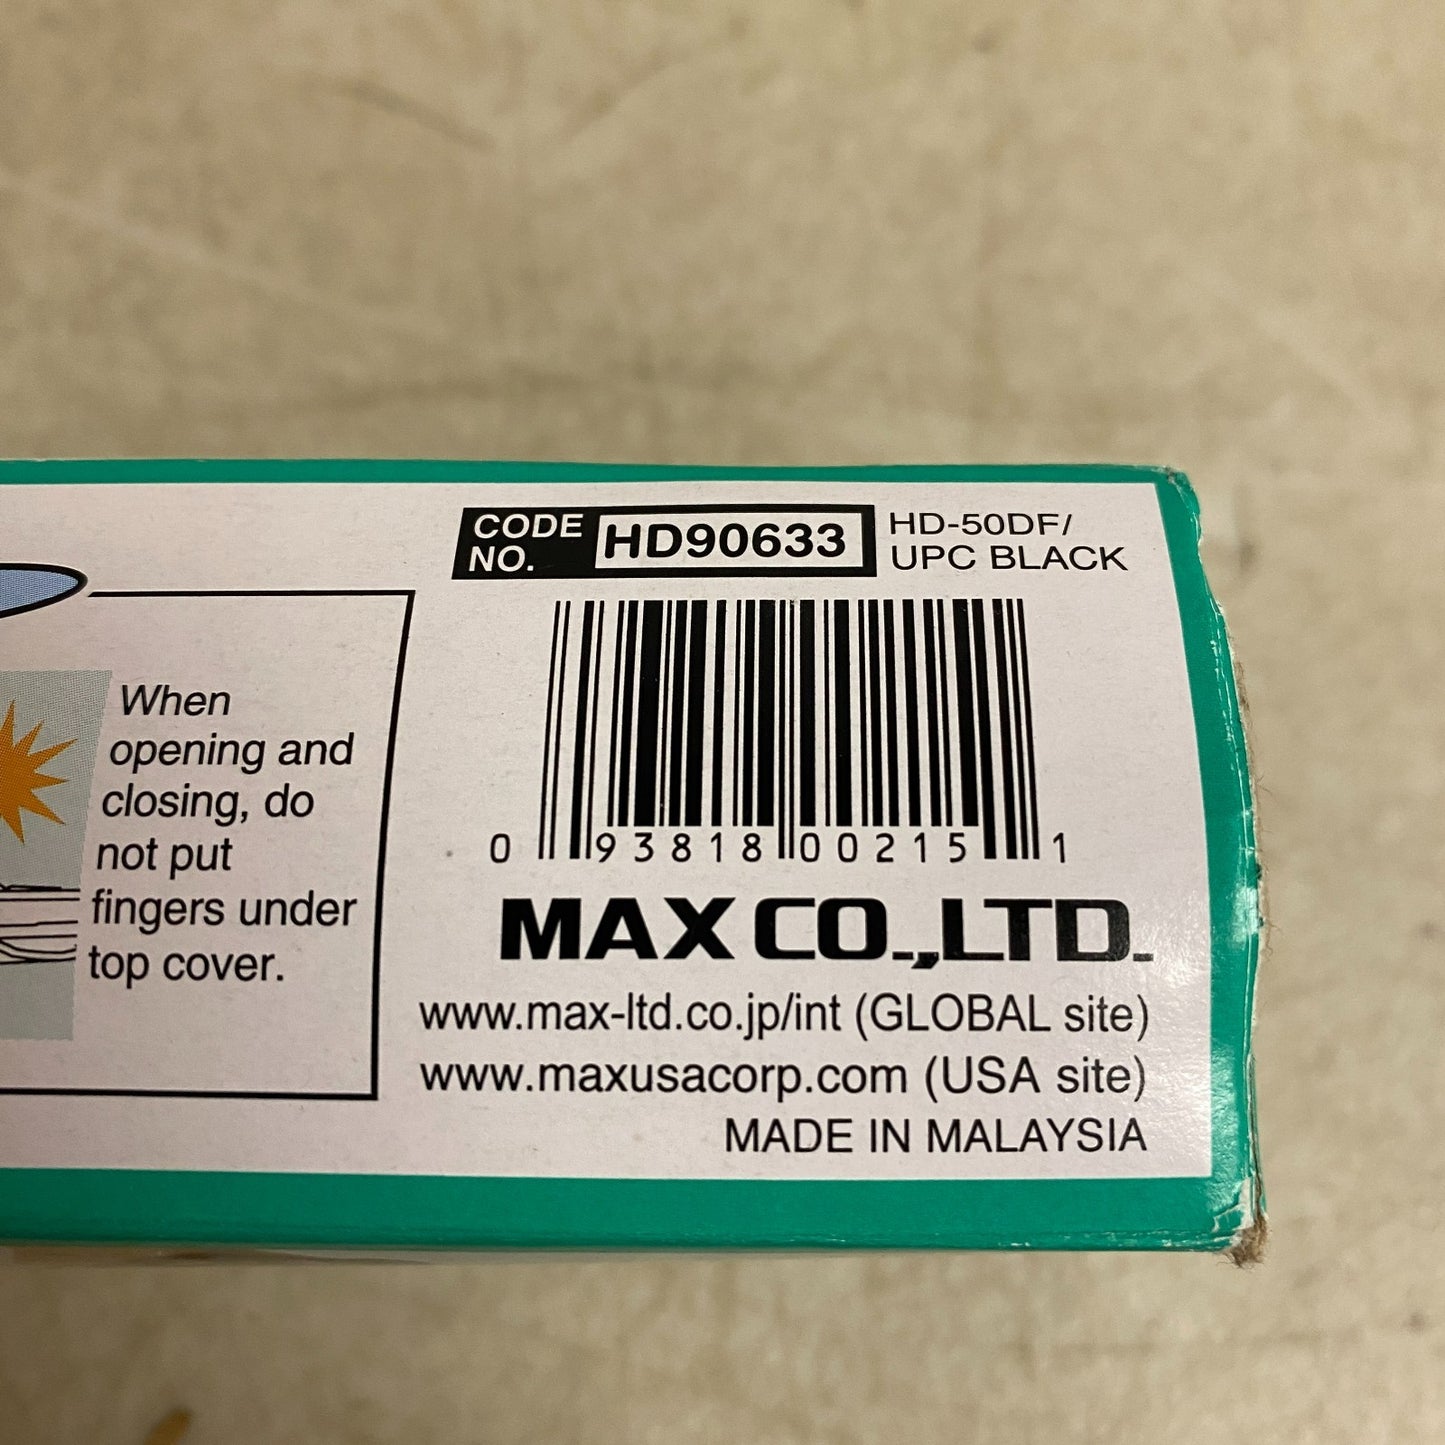 CODE NO. HD90633 HD-50DF/
UPC BLACK
0 93818 00215 1
When
opening and
closing, do
not put
fingers under
top cover.
MAX CO.,LTD.
www.max-ltd.co.jp/int (GLOBAL site)
www.maxusacorp.com (USA site)
MADE IN MALAYSIA